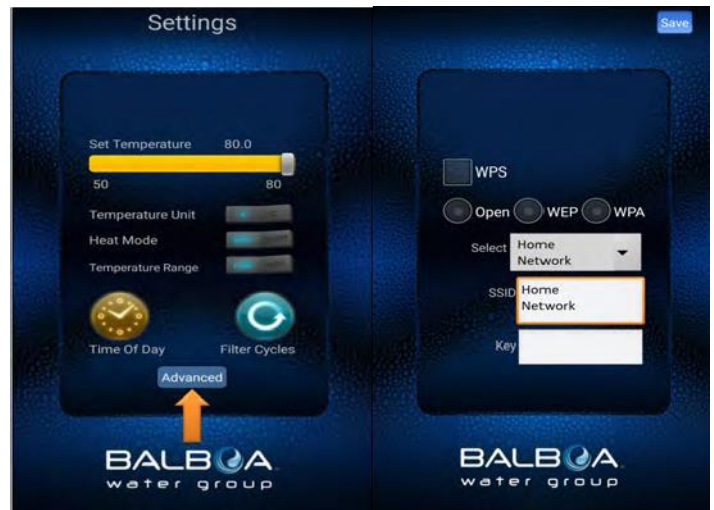 Settings
Set Temperature 80.0
50 80
Temperature Unit
Heat Mode
Temperature Range
Time Of Day Filter Cycles
Advanced
BALBOA
water group
Save
WPS
Open WEP WPA
Select Home
Network
SSID Home
Network
Key
BALBOA
water group